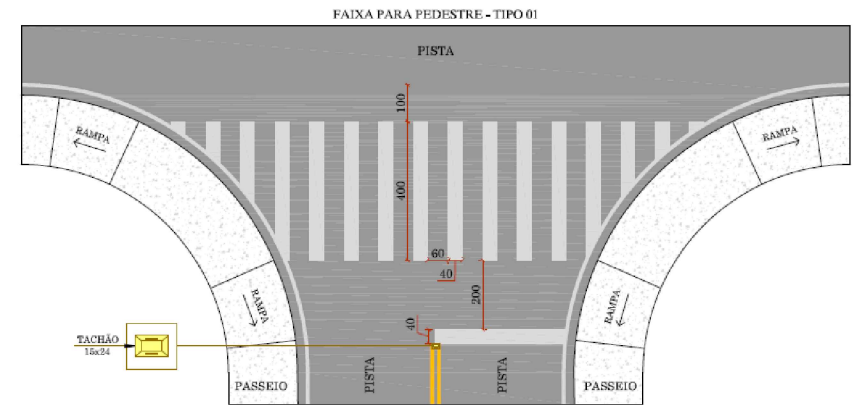 FAIXA PARA PEDESTRE - TIPO 01
PISTA
100
RAMPA
RAMPA
400
60
40
200
RAMPA
RAMPA
40
TACHÃO
15x24
PASSEIO
PISTA
PISTA
PASSEIO